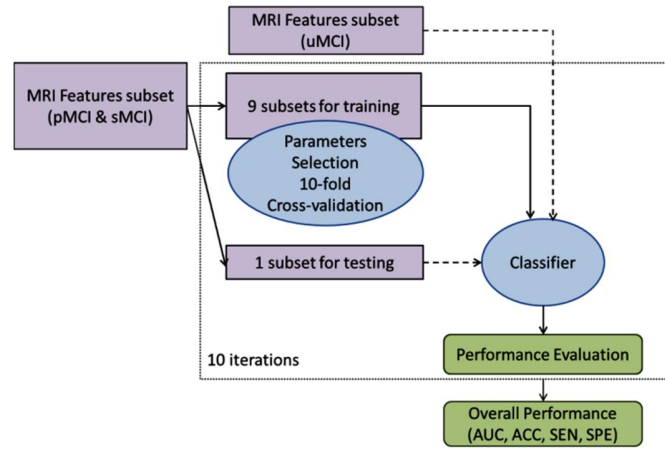 MRI Features subset
(uMCI)
MRI Features subset
(pMCI & sMCI)
9 subsets for training
Parameters
Selection
10-fold
Cross-validation
1 subset for testing
Classifier
Performance Evaluation
10 iterations
Overall Performance
(AUC, ACC, SEN, SPE)